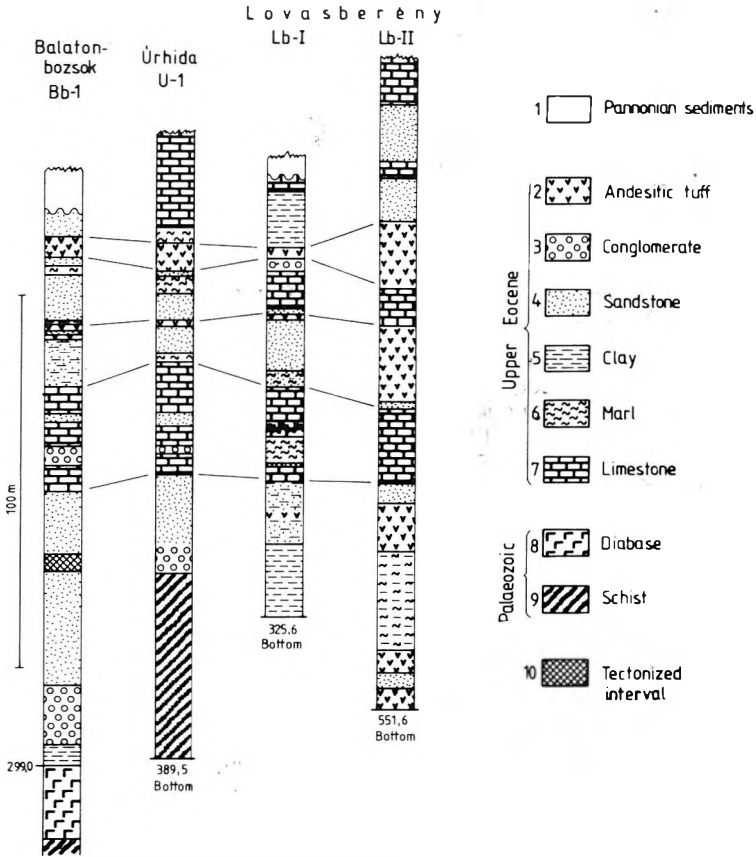 Lovasberény
Balaton-
bozsok
Bb-1
Úrhida
U-1
Lb-I
Lb-II
100 m
299,0
389,5
Bottom
325,6
Bottom
551,6
Bottom
1 Pannonian sediments
2 Andesitic tuff
3 Conglomerate
4 Sandstone
5 Clay
6 Marl
7 Limestone
Upper Eocene
8 Diabase
9 Schist
Palaeozoic
10 Tectonized
interval